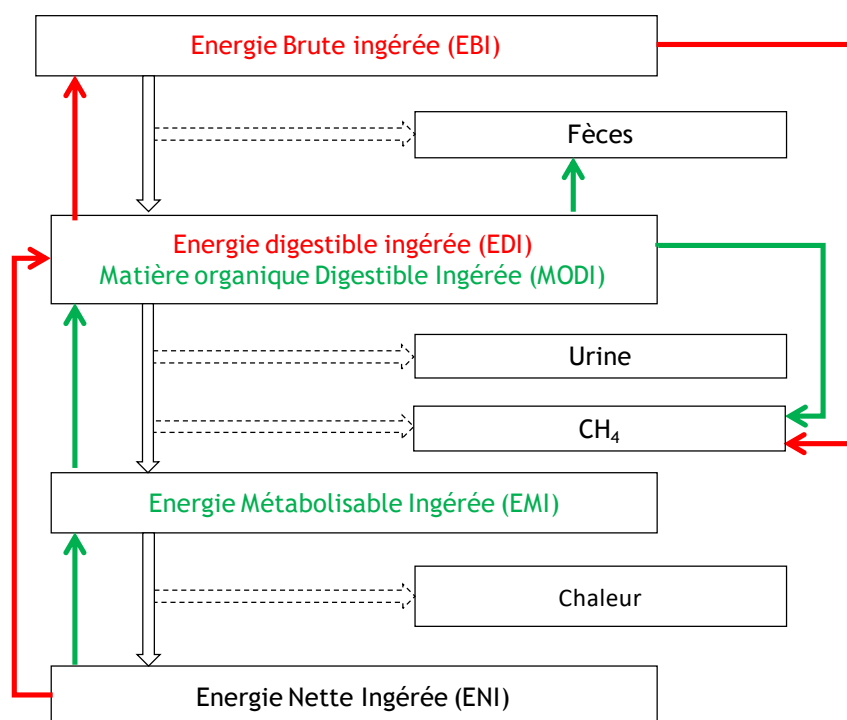 Energie Brute ingérée (EBI)
Fèces
Energie digestible ingérée (EDI)
Matière organique Digestible Ingérée (MODI)
Urine
CH₄
Energie Métabolisable Ingérée (EMI)
Chaleur
Energie Nette Ingérée (ENI)